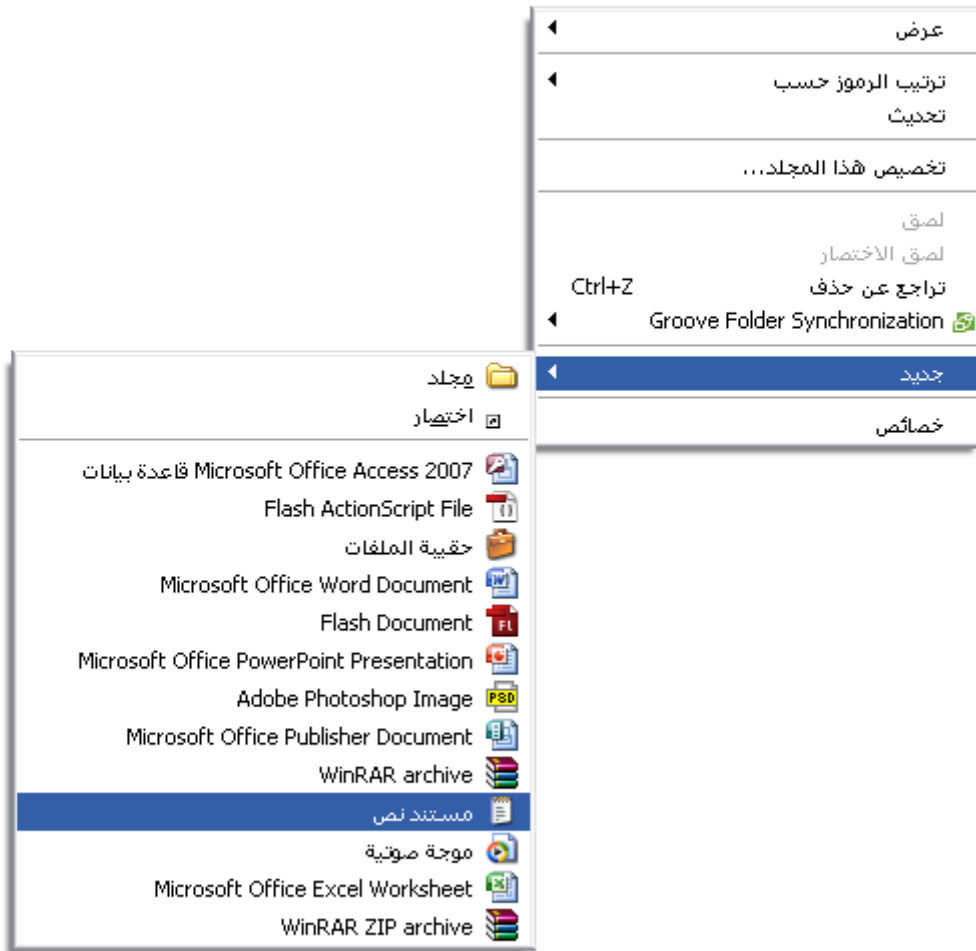 عرض
ترتيب الرموز حسب
تحديث
تخصيص هذا المجلد...
لصق
لصق الاختصار
تراجع عن حذف Ctrl+Z
Groove Folder Synchronization
جديد
خصائص
مجلد
اختصار
Microsoft Office Access 2007 قاعدة بيانات
Flash ActionScript File
حقيبة الملفات
Microsoft Office Word Document
Flash Document
Microsoft Office PowerPoint Presentation
Adobe Photoshop Image
Microsoft Office Publisher Document
WinRAR archive
مستند نص
موجة صوتية
Microsoft Office Excel Worksheet
WinRAR ZIP archive